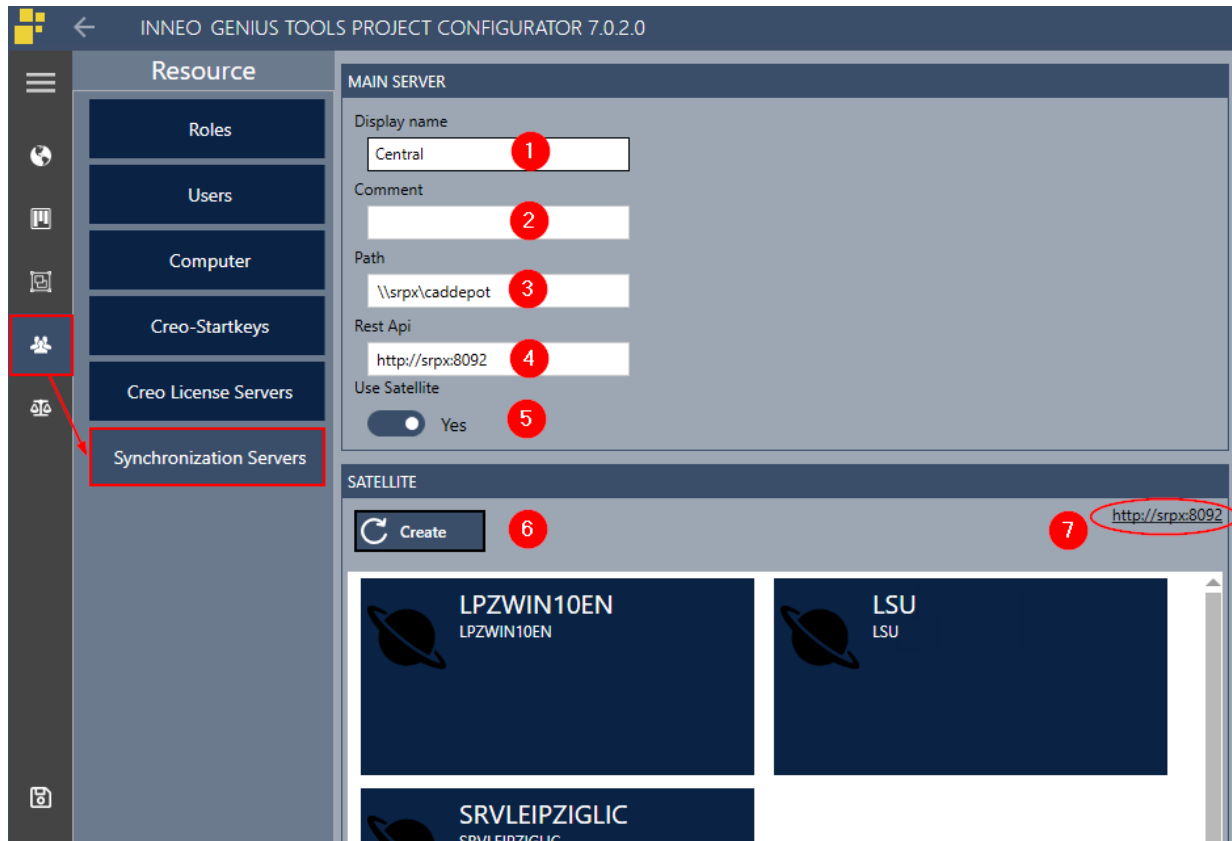 INNEO GENIUS TOOLS PROJECT CONFIGURATOR 7.0.2.0
Resource
Roles
Users
Computer
Creo-Startkeys
Creo License Servers
Synchronization Servers
MAIN SERVER
Display name
Central
1
Comment
2
Path
\\srpx\caddepot
3
Rest Api
http://srpx:8092
4
Use Satellite
Yes
5
SATELLITE
Create
6
7
http://srpx:8092
LPZWIN10EN
LPZWIN10EN
LSU
LSU
SRVLEIPZIGLIC
SRVLEIPZIGLIC